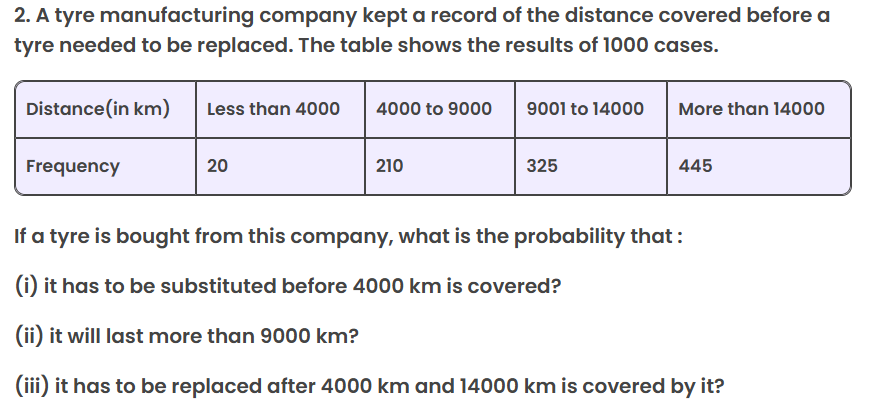 2. A tyre manufacturing company kept a record of the distance covered before a
tyre needed to be replaced. The table shows the results of 1000 cases.
Distance(in km) Less than 4000 4000 to 9000 9001 to 14000 More than 14000
Frequency 20 210 325 445
If a tyre is bought from this company, what is the probability that :
(i) it has to be substituted before 4000 km is covered?
(ii) it will last more than 9000 km?
(iii) it has to be replaced after 4000 km and 14000 km is covered by it?